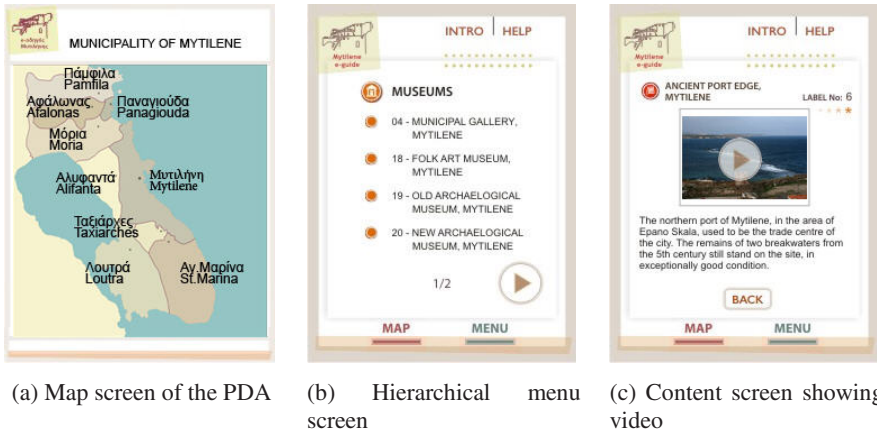 e-οδηγός
Μυτιλήνης
MUNICIPALITY OF MYTILENE
Πάμφιλα
Pamfila
Αφάλωνας
Afalonas
Παναγιούδα
Panagiouda
Μόρια
Moria
Αλυφαντά
Alifanta
Μυτιλήνη
Mytilene
Ταξιάρχες
Taxiarches
Λουτρά
Loutra
Αγ.Μαρίνα
St.Marina
Mytilene
e-guide
INTRO HELP
MUSEUMS
04 - MUNICIPAL GALLERY,
MYTILENE
18 - FOLK ART MUSEUM,
MYTILENE
19 - OLD ARCHAELOGICAL
MUSEUM, MYTILENE
20 - NEW ARCHAELOGICAL
MUSEUM, MYTILENE
1/2
MAP MENU
Mytilene
e-guide
INTRO HELP
ANCIENT PORT EDGE,
MYTILENE
LABEL No: 6
The northern port of Mytilene, in the area of
Epano Skala, used to be the trade centre of
the city. The remains of two breakwaters from
the 5th century still stand on the site, in
exceptionally good condition.
BACK
MAP MENU
(a) Map screen of the PDA
(b) Hierarchical menu
screen
(c) Content screen showing
video